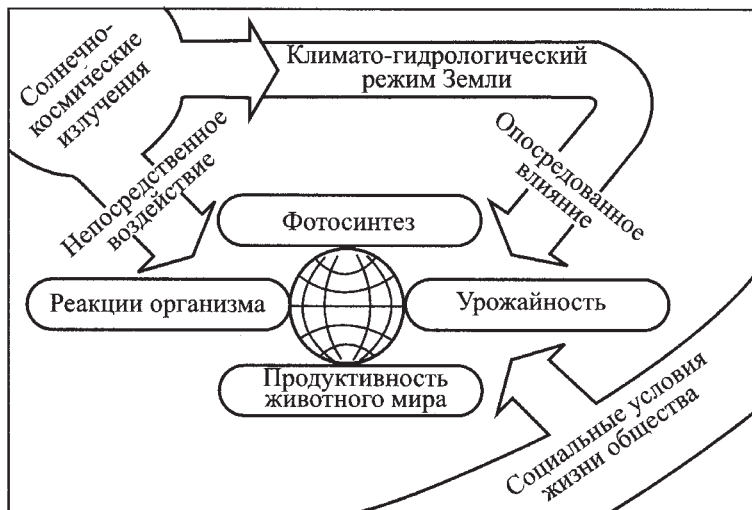 Солнечно-
космические
излучения
Климато-гидрологический
режим Земли
Непосредственное
воздействие
Опосредованное
влияние
Фотосинтез
Реакции организма
Урожайность
Продуктивность
животного мира
Социальные условия
жизни общества